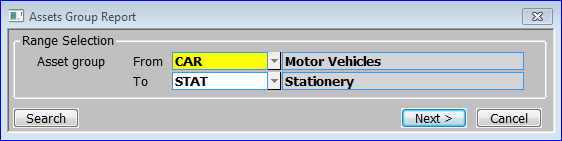 Assets Group Report
Range Selection
Asset group From CAR Motor Vehicles
To STAT Stationery
Search Next > Cancel